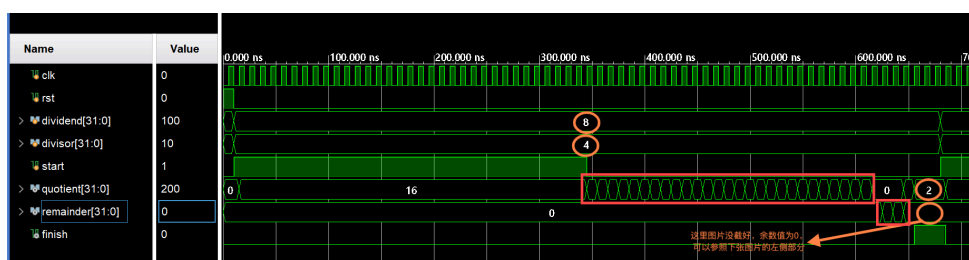 Name Value
0.000 ns 100.000 ns 200.000 ns 300.000 ns 400.000 ns 500.000 ns 600.000 ns
clk 0
rst 0
dividend[31:0] 100 8
divisor[31:0] 10 4
start 1
quotient[31:0] 200 0 16 0 2
remainder[31:0] 0 0
finish 0
这里图片没截好，余数值为0，
可以参照下张图片的左侧部分